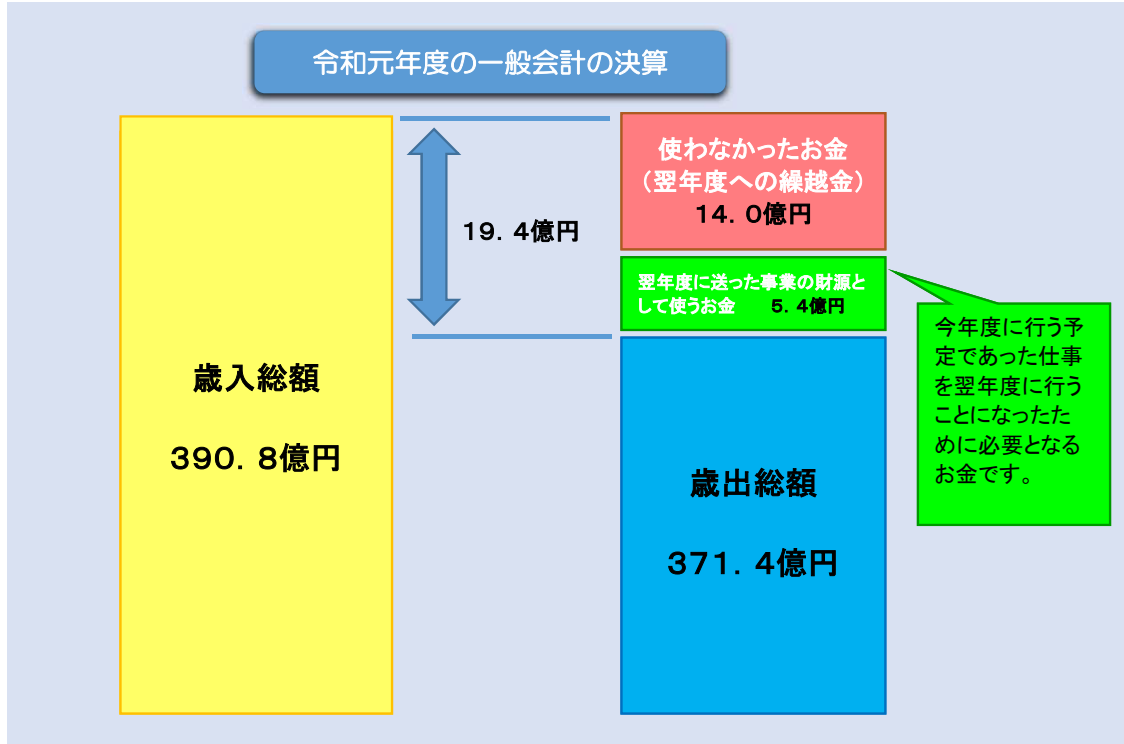 令和元年度の一般会計の決算
使わなかったお金
（翌年度への繰越金）
１４．０億円
１９．４億円
翌年度に送った事業の財源と
して使うお金　　５．４億円
今年度に行う予
定であった仕事
を翌年度に行う
ことになったた
めに必要となる
お金です。
歳入総額
３９０．８億円
歳出総額
３７１．４億円